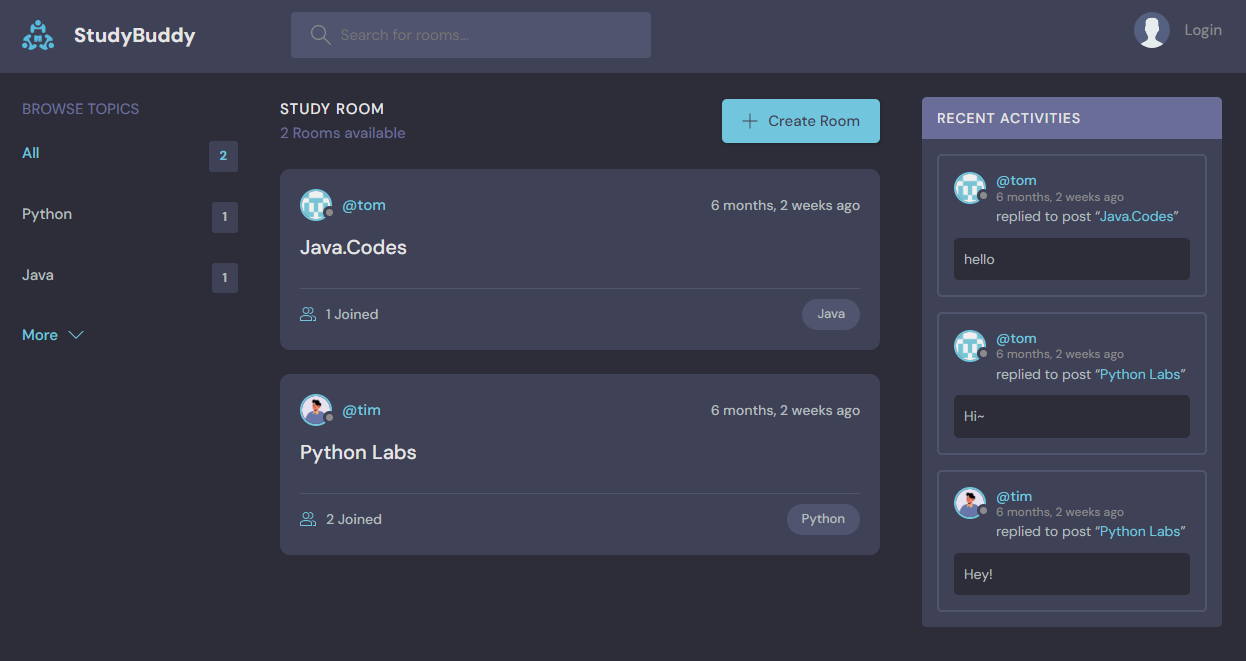 StudyBuddy
Search for rooms...
Login
BROWSE TOPICS
All
2
Python
1
Java
1
More
STUDY ROOM
2 Rooms available
Create Room
@tom
6 months, 2 weeks ago
Java.Codes
1 Joined
Java
@tim
6 months, 2 weeks ago
Python Labs
2 Joined
Python
RECENT ACTIVITIES
@tom
6 months, 2 weeks ago
replied to post “Java.Codes”
hello
@tom
6 months, 2 weeks ago
replied to post “Python Labs”
Hi~
@tim
6 months, 2 weeks ago
replied to post “Python Labs”
Hey!